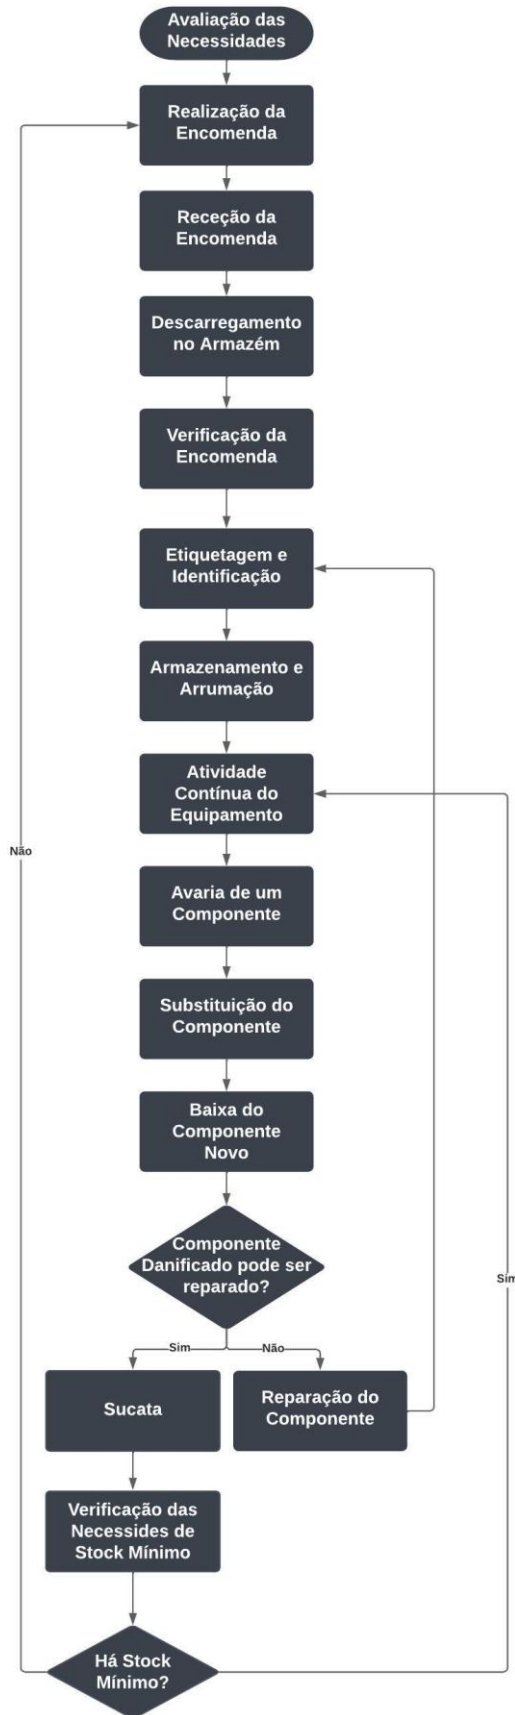 Avaliação das
Necessidades
Realização da
Encomenda
Receção da
Encomenda
Descarregamento
no Armazém
Verificação da
Encomenda
Etiquetagem e
Identificação
Armazenamento e
Arrumação
Atividade
Contínua do
Equipamento
Não
Avaria de um
Componente
Substituição do
Componente
Baixa do
Componente
Novo
Componente
Danificado pode ser
reparado?
Sim
Sim
Não
Sucata
Reparação do
Componente
Verificação das
Necessides de
Stock Mínimo
Há Stock
Mínimo?